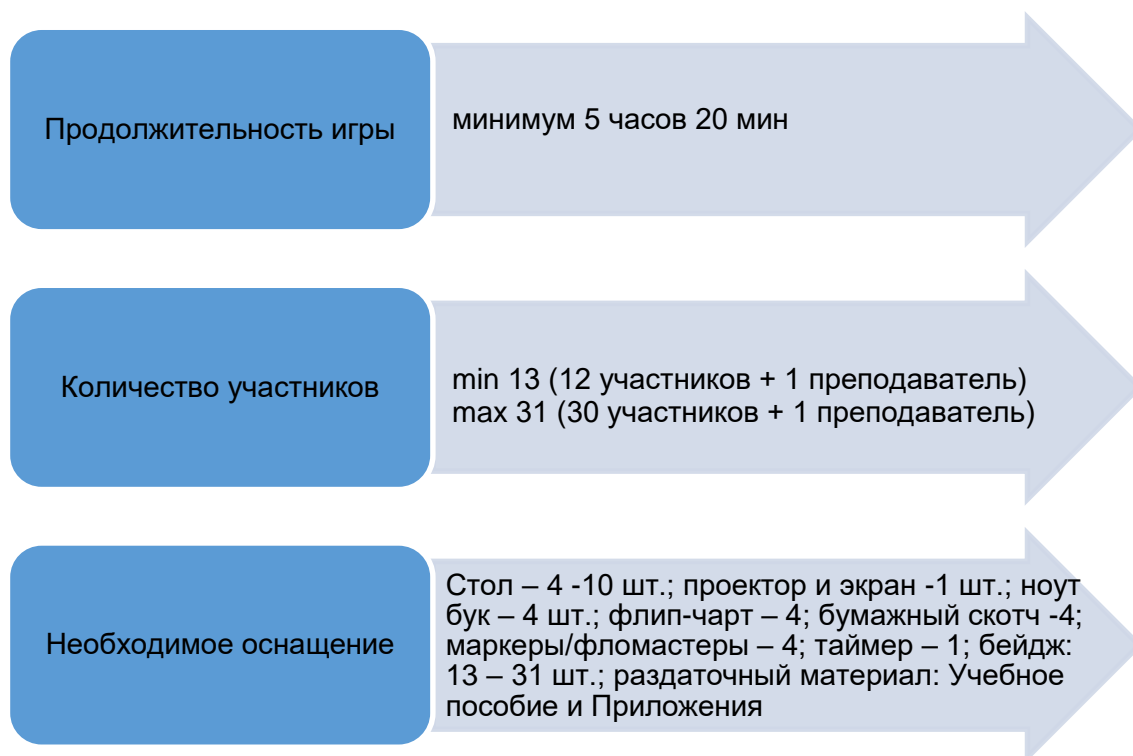 Продолжительность игры
минимум 5 часов 20 мин
Количество участников
min 13 (12 участников + 1 преподаватель)
max 31 (30 участников + 1 преподаватель)
Необходимое оснащение
Стол – 4 -10 шт.; проектор и экран -1 шт.; ноут
бук – 4 шт.; флип-чарт – 4; бумажный скотч -4;
маркеры/фломастеры – 4; таймер – 1; бейдж:
13 – 31 шт.; раздаточный материал: Учебное
пособие и Приложения